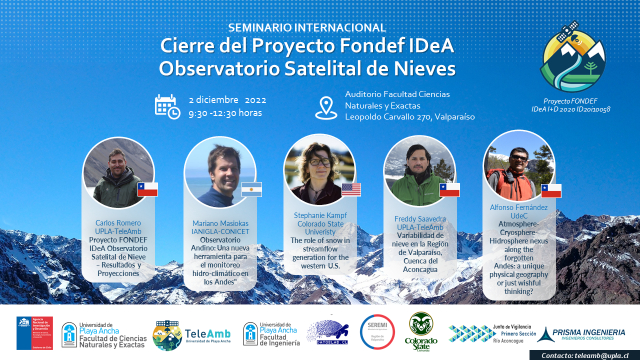 SEMINARIO INTERNACIONAL
Cierre del Proyecto Fondef IDeA
Observatorio Satelital de Nieves
2 diciembre 2022
9:30 -12:30 horas
Auditorio Facultad Ciencias
Naturales y Exactas
Leopoldo Carvallo 270, Valparaíso
Proyecto FONDEF
IDeA I+D 2020 ID20i10058
Carlos Romero
UPLA-TeleAmb
Proyecto FONDEF
IDeA Observatorio
Satelital de Nieve
– Resultados y
Proyecciones
Mariano Masiokas
IANIGLA-CONICET
Observatorio
Andino: Una nueva
herramienta para
el monitoreo
hidro-climático en
los Andes"
Stephanie Kampf
Colorado State
Univeristy
The role of snow in
streamflow
generation for the
western U.S.
Freddy Saavedra
UPLA-TeleAmb
Variabilidad de
nieve en la Región
de Valparaíso,
Cuenca del
Aconcagua
Alfonso Fernández
UdeC
Atmosphere-
Cryosphere-
Hidrosphere nexus
along the
forgotten
Andes: a unique
physical geography
or just wishful
thinking?
Universidad
de Playa Ancha
Facultad de Ciencias
Naturales y Exactas
TeleAmb
Universidad
de Playa Ancha
Facultad
de Ingeniería
SEREMI
Colorado
State
Junta de Vigilancia
Primera Sección
Río Aconcagua
PRISMA INGENIERIA
INGENIEROS CONSULTORES
Contacto: teleamb@upla.cl